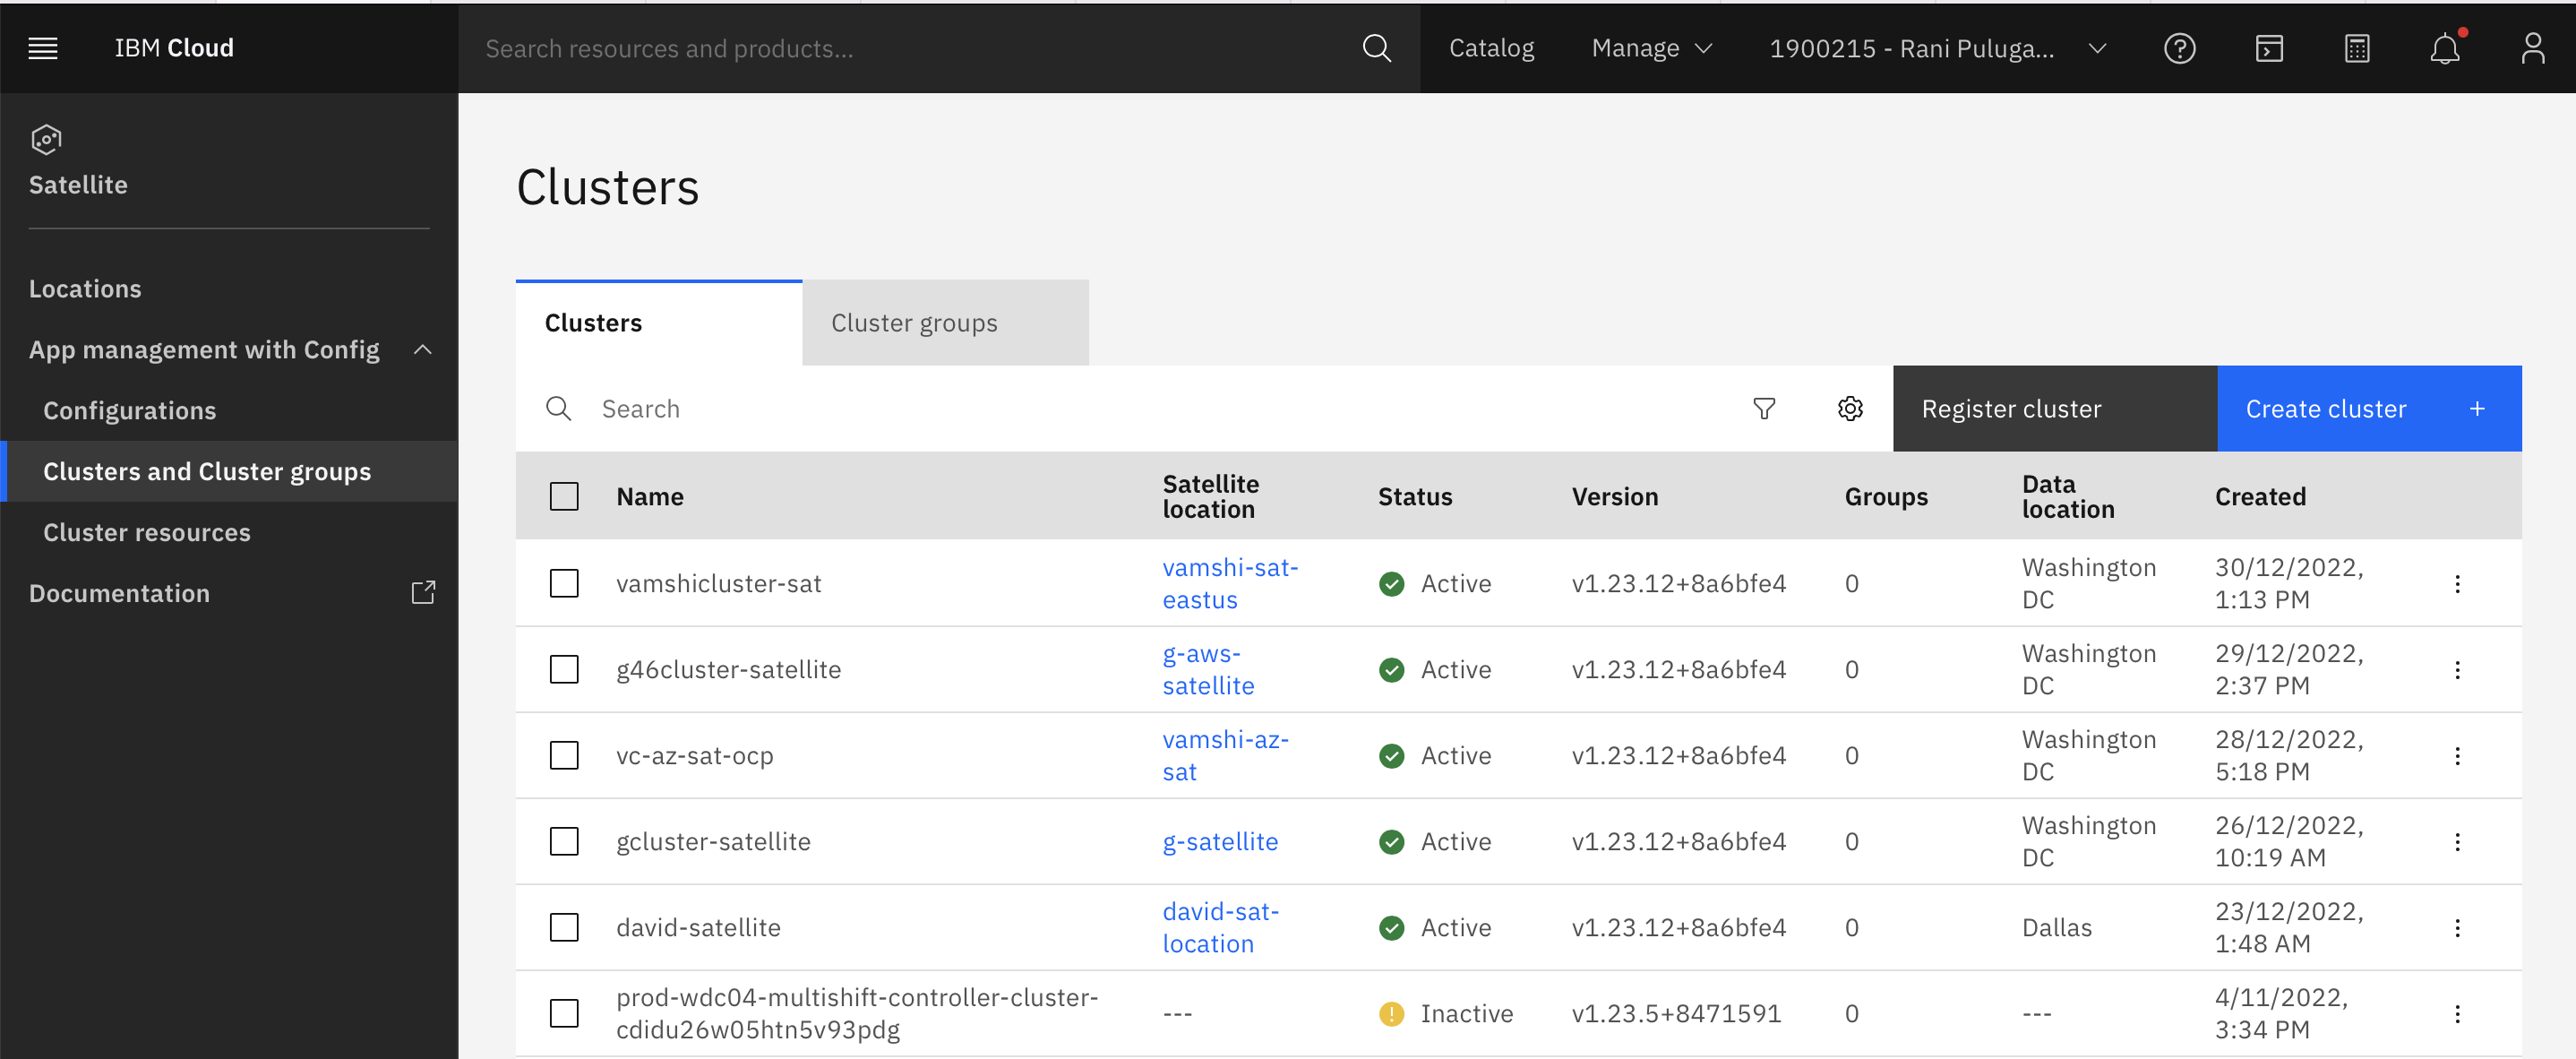 IBM Cloud
Search resources and products...
Catalog
Manage
1900215 - Rani Puluga...
Satellite
Locations
App management with Config
Configurations
Clusters and Cluster groups
Cluster resources
Documentation
Clusters
Clusters
Cluster groups
Search
Register cluster
Create cluster +
Name
Satellite
location
Status
Version
Groups
Data
location
Created
vamshicluster-sat
vamshi-sat-
eastus
Active
v1.23.12+8a6bfe4
0
Washington
DC
30/12/2022,
1:13 PM
g46cluster-satellite
g-aws-
satellite
Active
v1.23.12+8a6bfe4
0
Washington
DC
29/12/2022,
2:37 PM
vc-az-sat-ocp
vamshi-az-
sat
Active
v1.23.12+8a6bfe4
0
Washington
DC
28/12/2022,
5:18 PM
gcluster-satellite
g-satellite
Active
v1.23.12+8a6bfe4
0
Washington
DC
26/12/2022,
10:19 AM
david-satellite
david-sat-
location
Active
v1.23.12+8a6bfe4
0
Dallas
23/12/2022,
1:48 AM
prod-wdc04-multishift-controller-cluster-
cdidu26w05htn5v93pdg
---
Inactive
v1.23.5+8471591
0
---
4/11/2022,
3:34 PM